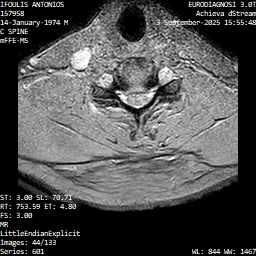 IFOULIS ANTONIOS
EURODIAGNOSI 3.0T
157958
Achieva dStream
14-January-1974 M
3 September-2025 15:55:48
C SPINE
mFFE-MS
ST: 3.00 SL: 70.71
RT: 753.59 ET: 4.80
FS: 3.00
MR
LittleEndianExplicit
Images: 44/133
Series: 601
WL: 844 WW: 1467